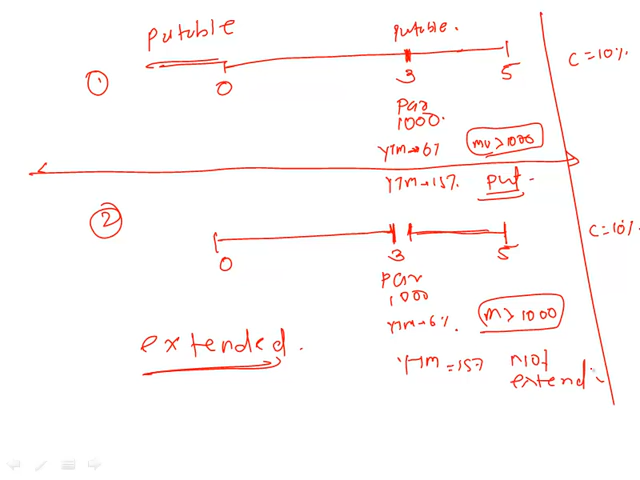 putable
putable.
①
0
3
5
C=10%
par
1000.
YTM→6%
mv>1000
YTM→15%.
put-
②
0
3
5
C=10%
par
1000
YTM→6%.
m>1000
extended.
YTM=15%
not
extend.